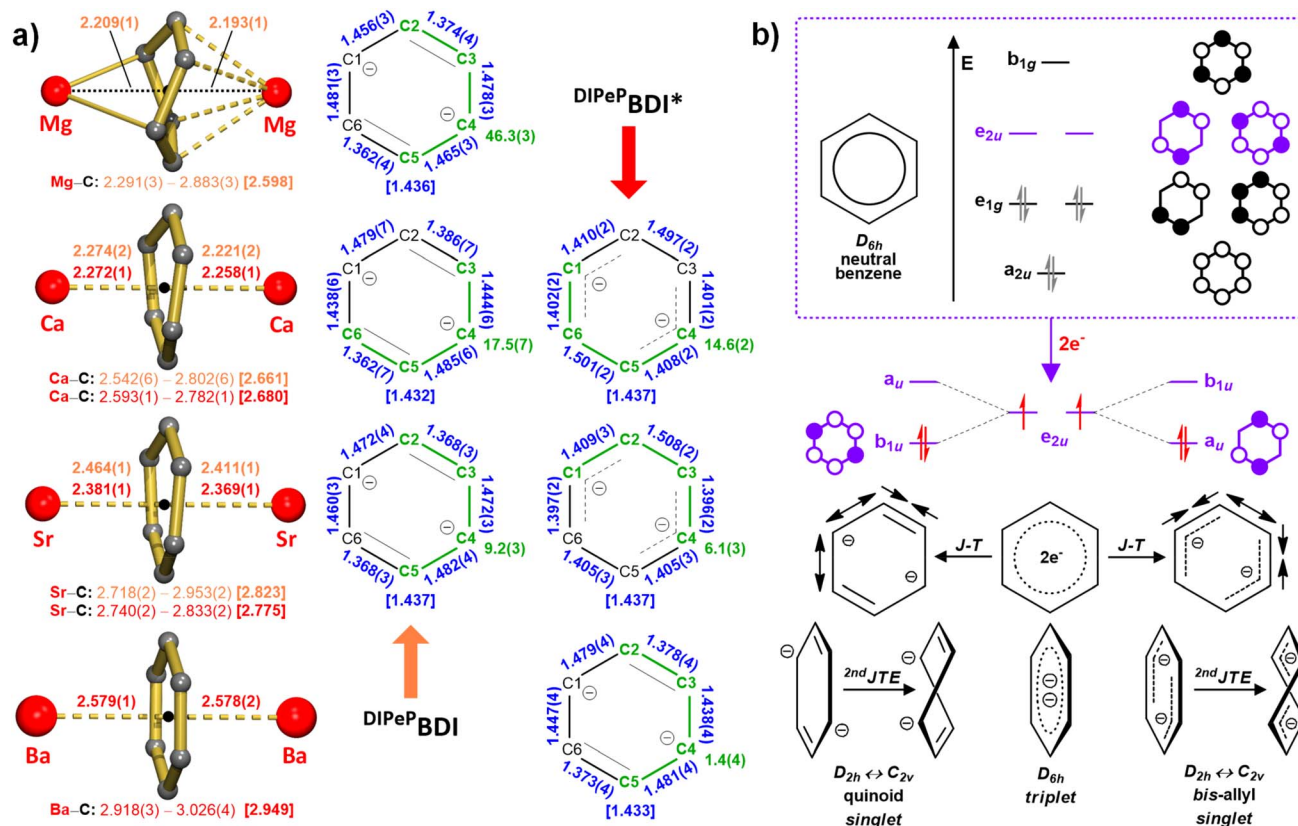 a)
2.209(1)
2.193(1)
Mg
Mg
Mg–C: 2.291(3) – 2.883(3) [2.598]
2.274(2)
2.221(2)
2.272(1)
2.258(1)
Ca
Ca
Ca–C: 2.542(6) – 2.802(6) [2.661]
Ca–C: 2.593(1) – 2.782(1) [2.680]
2.464(1)
2.411(1)
2.381(1)
2.369(1)
Sr
Sr
Sr–C: 2.718(2) – 2.953(2) [2.823]
Sr–C: 2.740(2) – 2.833(2) [2.775]
2.579(1)
2.578(2)
Ba
Ba
Ba–C: 2.918(3) – 3.026(4) [2.949]
1.456(3)
C2
1.374(4)
C1
C3
1.481(3)
1.478(3)
C6
C4
46.3(3)
1.362(4)
C5
1.465(3)
[1.436]
DIPePBDI*
1.479(7)
C2
1.386(7)
C1
C3
1.438(6)
1.444(6)
C6
C4
17.5(7)
1.362(7)
C5
1.485(6)
[1.432]
1.410(2)
C2
1.497(2)
C1
C3
1.402(2)
1.401(2)
C6
C4
14.6(2)
1.501(2)
C5
1.408(2)
[1.437]
1.472(4)
C2
1.368(3)
C1
C3
1.460(3)
1.472(3)
C6
C4
9.2(3)
1.368(3)
C5
1.482(4)
[1.437]
1.409(3)
C2
1.508(2)
C1
C3
1.397(2)
1.396(2)
C6
C4
6.1(3)
1.405(3)
C5
1.405(3)
[1.437]
DIPePBDI
1.479(4)
C2
1.378(4)
C1
C3
1.447(4)
1.438(4)
C6
C4
1.4(4)
1.373(4)
C5
1.481(4)
[1.433]
b)
E
b1g
e2u
e1g
a2u
D6h
neutral
benzene
2e-
au
b1u
b1u
e2u
au
J-T
2e-
J-T
2nd JTE
2nd JTE
D2h ↔ C2v
quinoid
singlet
D6h
triplet
D2h ↔ C2v
bis-allyl
singlet